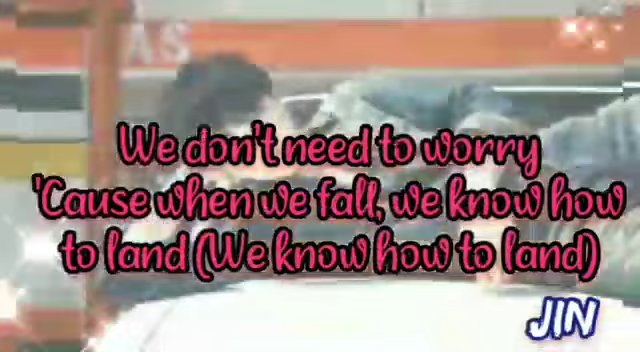 AS
We don't need to worry
'Cause when we fall, we know how
to land (We know how to land)
JIN